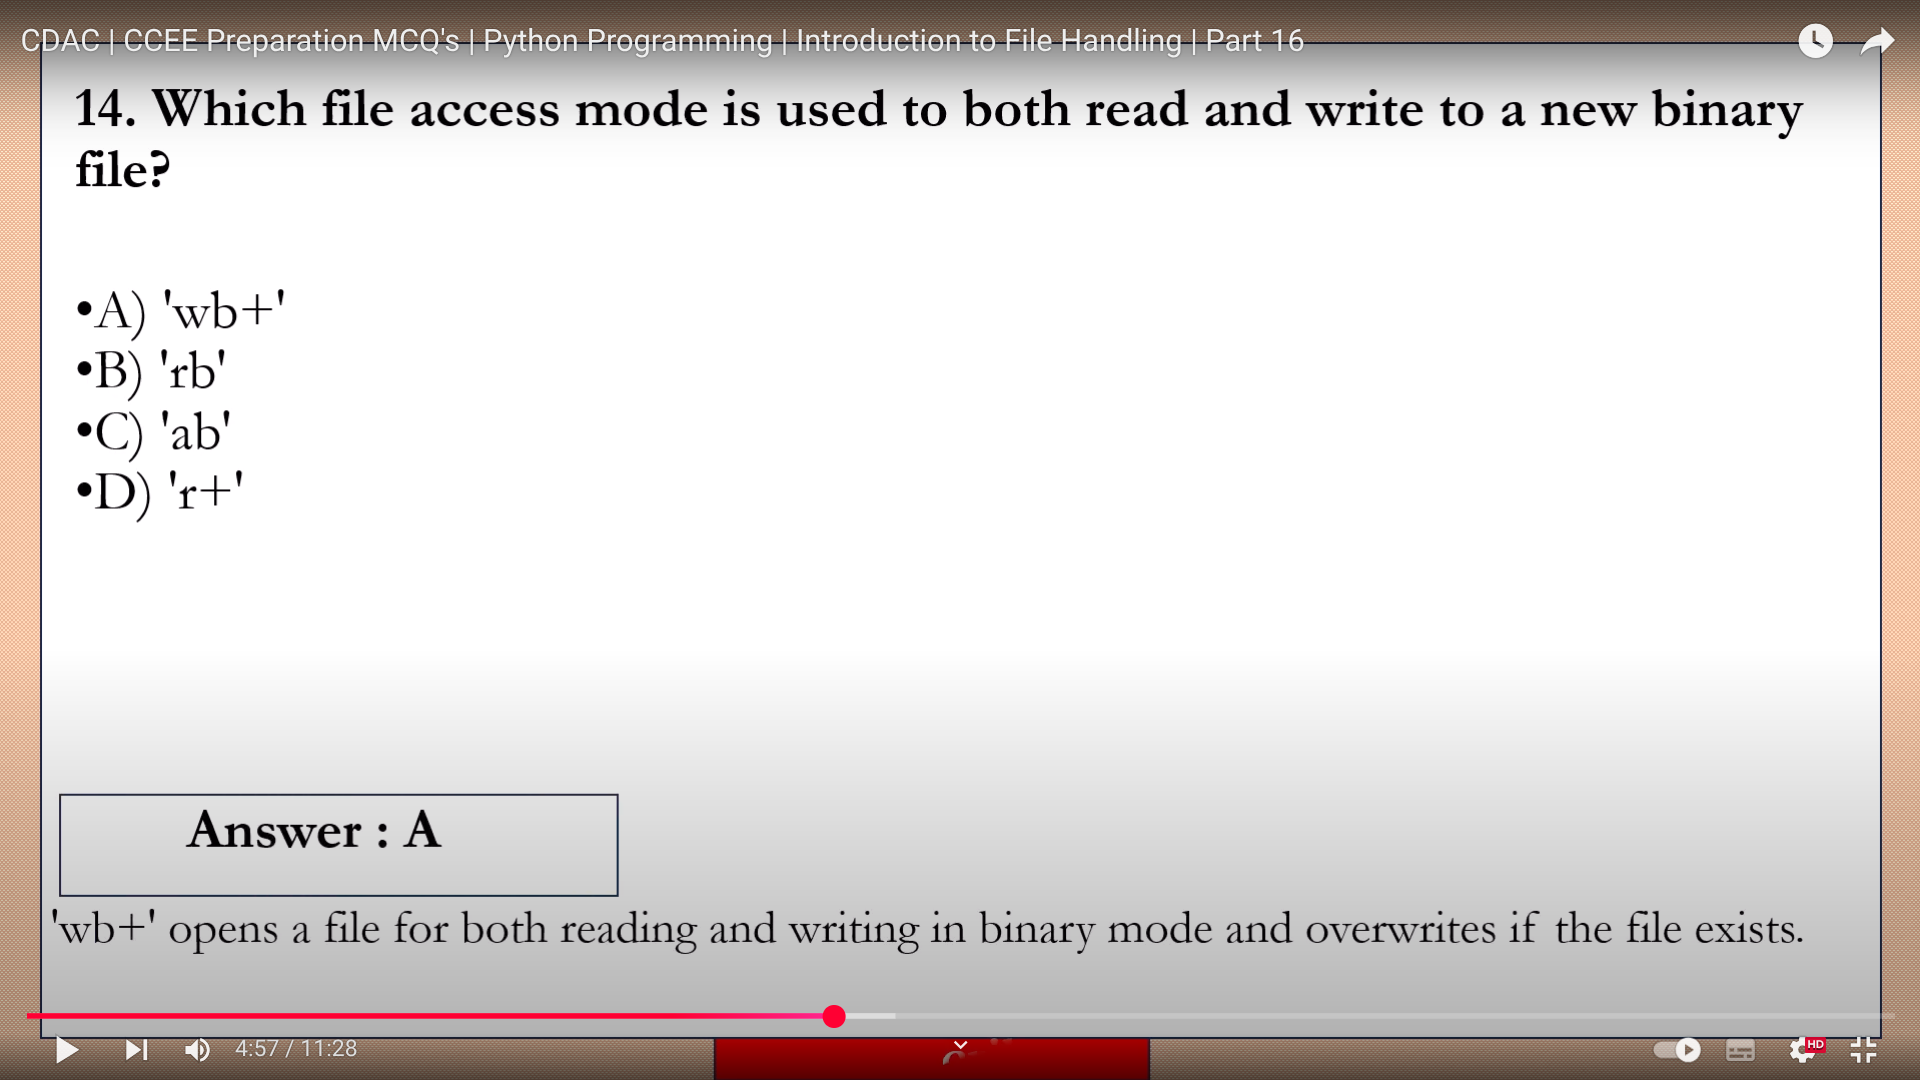 CDAC | CCEE Preparation MCQ's | Python Programming | Introduction to File Handling | Part 16
14. Which file access mode is used to both read and write to a new binary
file?
•A) 'wb+'
•B) 'rb'
•C) 'ab'
•D) 'r+'
Answer : A
'wb+' opens a file for both reading and writing in binary mode and overwrites if the file exists.
4:57 / 11:28
HD